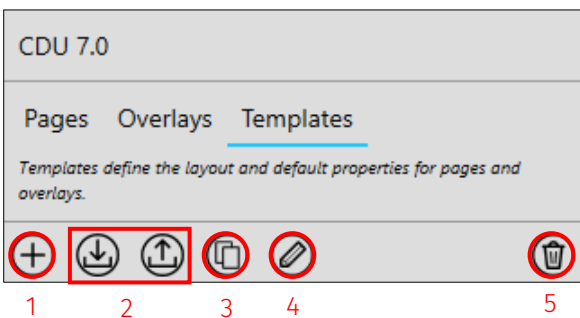 CDU 7.0
Pages Overlays Templates
Templates define the layout and default properties for pages and
overlays.
1 2 3 4 5